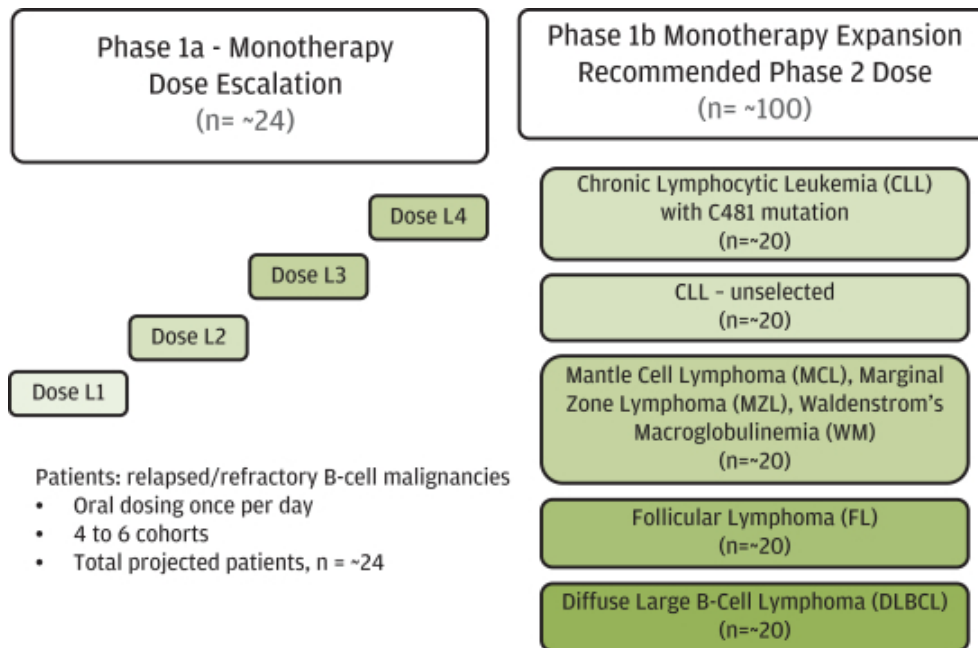 Phase 1a - Monotherapy
Dose Escalation
(n= ~24)
Dose L4
Dose L3
Dose L2
Dose L1
Patients: relapsed/refractory B-cell malignancies
• Oral dosing once per day
• 4 to 6 cohorts
• Total projected patients, n = ~24
Phase 1b Monotherapy Expansion
Recommended Phase 2 Dose
(n= ~100)
Chronic Lymphocytic Leukemia (CLL)
with C481 mutation
(n=~20)
CLL – unselected
(n=~20)
Mantle Cell Lymphoma (MCL), Marginal
Zone Lymphoma (MZL), Waldenstrom’s
Macroglobulinemia (WM)
(n=~20)
Follicular Lymphoma (FL)
(n=~20)
Diffuse Large B-Cell Lymphoma (DLBCL)
(n=~20)